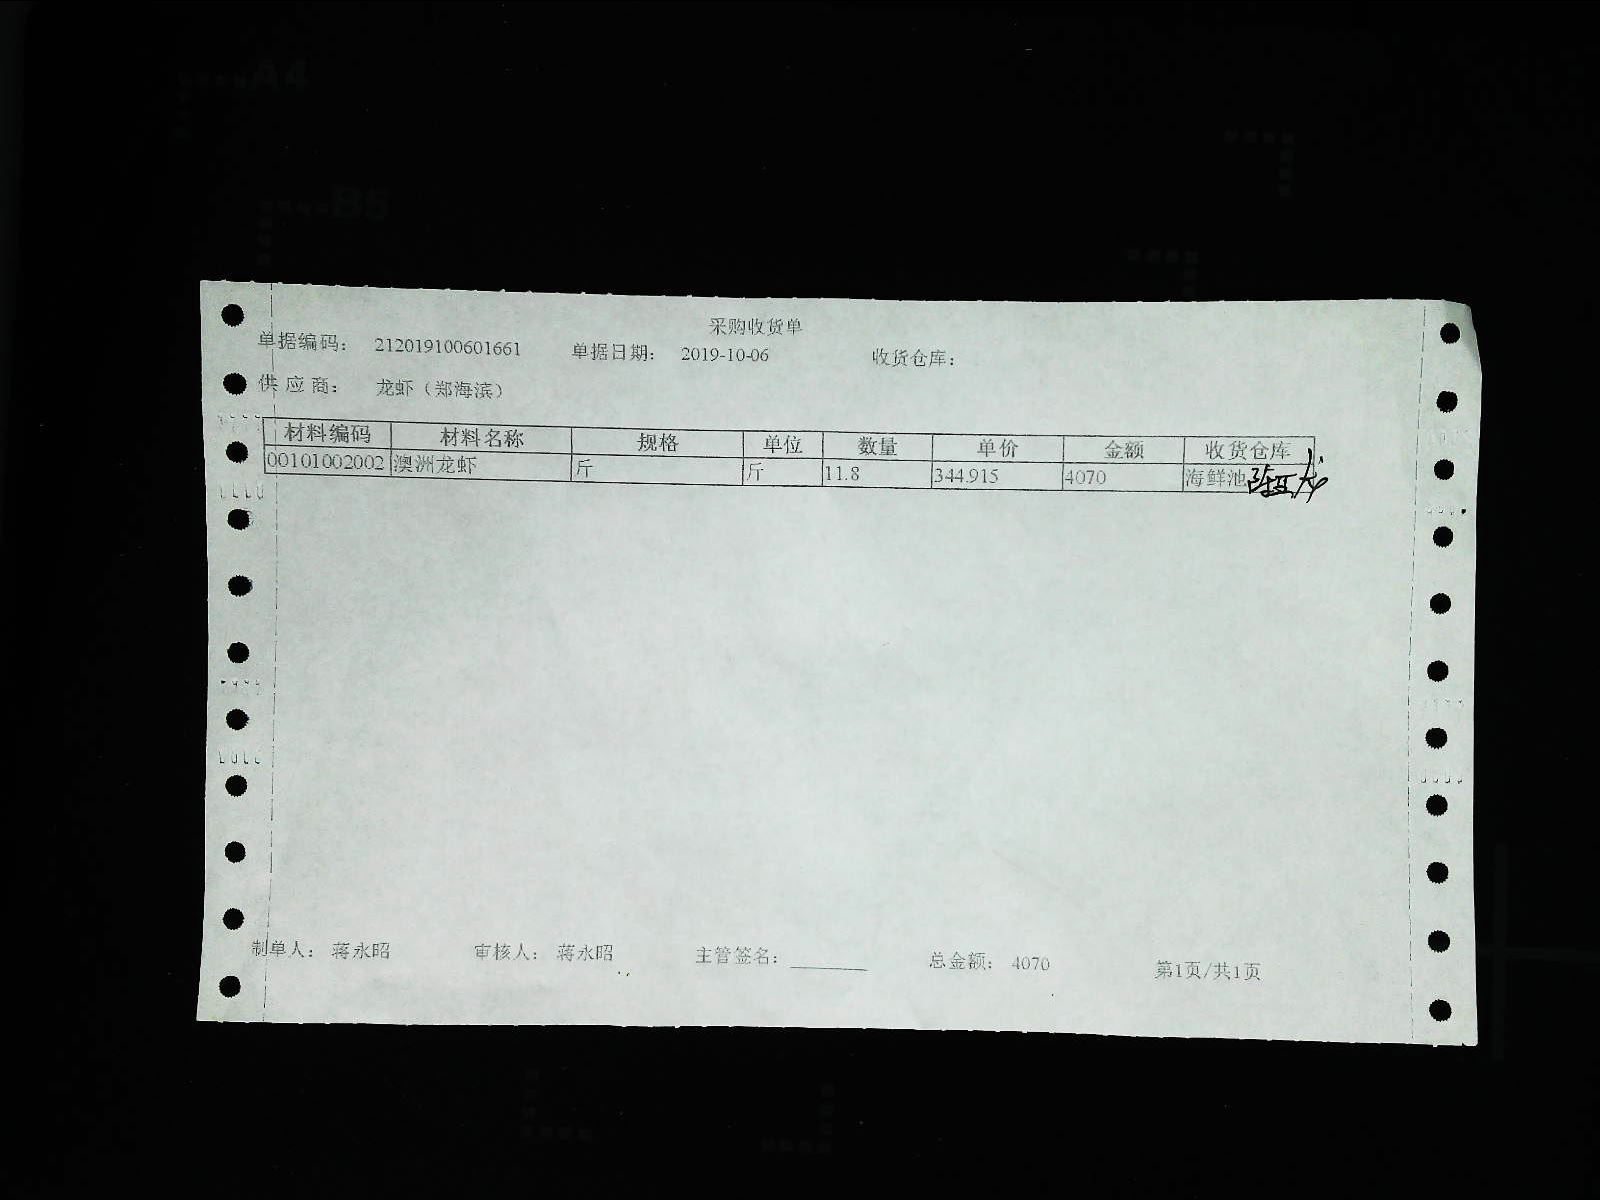 A4
B5
采购收货单
单据编码： 212019100601661 单据日期： 2019-10-06 收货仓库：
供 应 商： 龙虾（郑海滨）
材料编码 材料名称 规格 单位 数量 单价 金额 收货仓库
00101002002 澳洲龙虾 斤 斤 11.8 344.915 4070 海鲜池
制单人： 蒋永昭 审核人： 蒋永昭 主管签名：________ 总金额： 4070 第1页/共1页